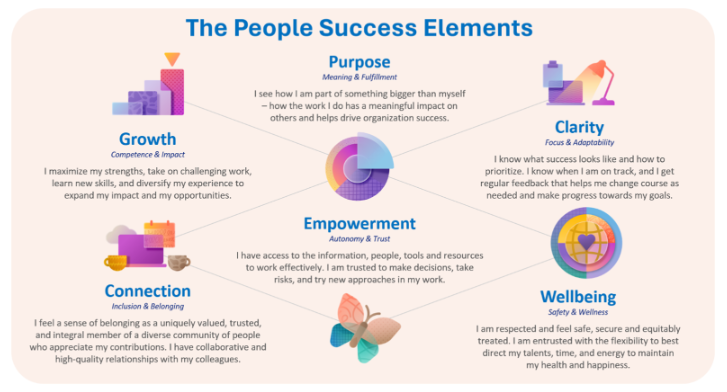 The People Success Elements
Purpose
Meaning & Fulfillment
I see how I am part of something bigger than myself
– how the work I do has a meaningful impact on
others and helps drive organization success.
Growth
Competence & Impact
I maximize my strengths, take on challenging work,
learn new skills, and diversify my experience to
expand my impact and my opportunities.
Clarity
Focus & Adaptability
I know what success looks like and how to
prioritize. I know when I am on track, and I get
regular feedback that helps me change course as
needed and make progress towards my goals.
Empowerment
Autonomy & Trust
I have access to the information, people, tools and resources
to work effectively. I am trusted to make decisions, take
risks, and try new approaches in my work.
Connection
Inclusion & Belonging
I feel a sense of belonging as a uniquely valued, trusted,
and integral member of a diverse community of people
who appreciate my contributions. I have collaborative and
high-quality relationships with my colleagues.
Wellbeing
Safety & Wellness
I am respected and feel safe, secure and equitably
treated. I am entrusted with the flexibility to best
direct my talents, time, and energy to maintain
my health and happiness.